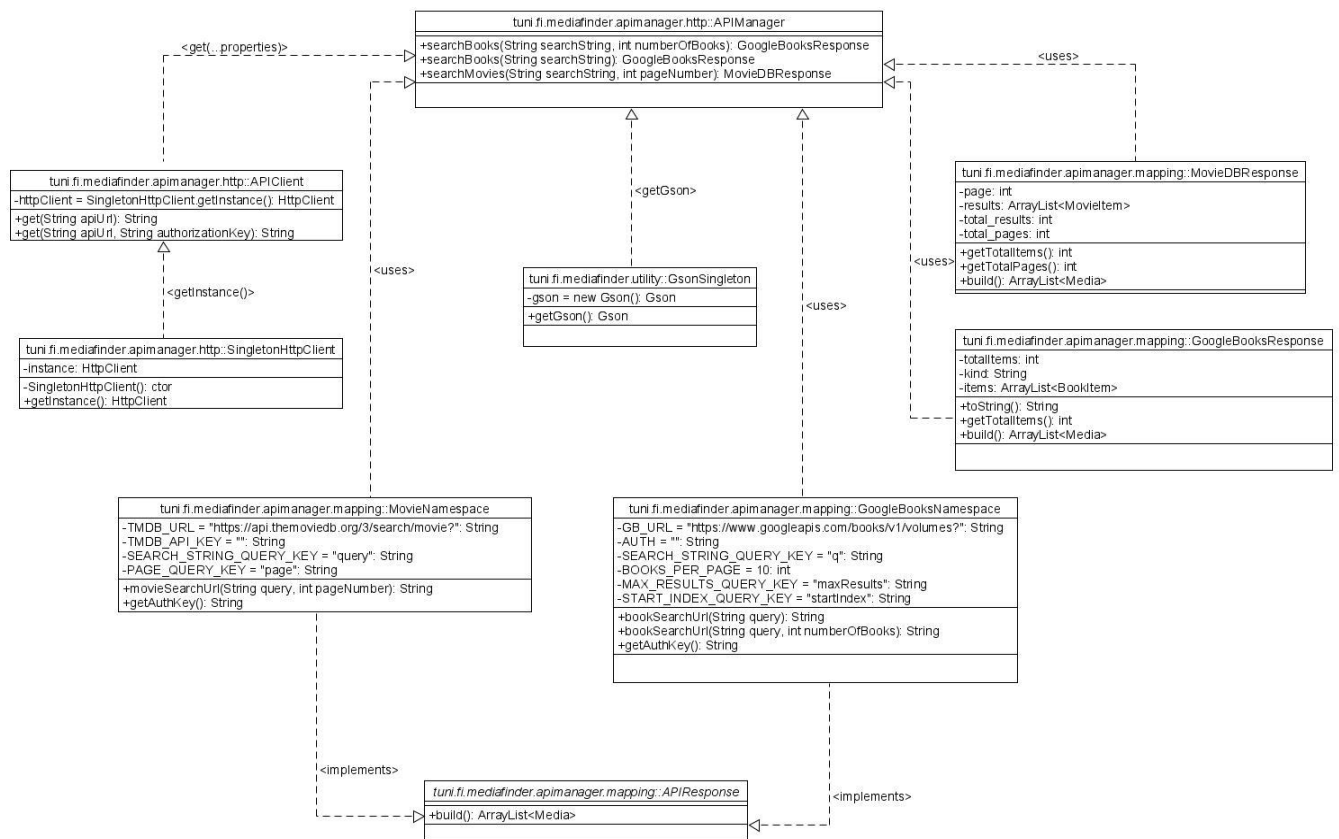 tuni.fi.mediafinder.apimanager.http::APIManager
+searchBooks(String searchString, int numberOfBooks): GoogleBooksResponse
+searchBooks(String searchString): GoogleBooksResponse
+searchMovies(String searchString, int pageNumber): MovieDBResponse
<get(...properties)>
<uses>
tuni.fi.mediafinder.apimanager.http::APIClient
-httpClient = SingletonHttpClient.getInstance(): HttpClient
+get(String apiUrl): String
+get(String apiUrl, String authorizationKey): String
<getInstance()>
tuni.fi.mediafinder.apimanager.http::SingletonHttpClient
-instance: HttpClient
-SingletonHttpClient(): ctor
+getInstance(): HttpClient
<uses>
<getGson>
tuni.fi.mediafinder.utility::GsonSingleton
-gson = new Gson(): Gson
+getGson(): Gson
<uses>
<uses>
tuni.fi.mediafinder.apimanager.mapping::MovieDBResponse
-page: int
-results: ArrayList<MovieItem>
-total_results: int
-total_pages: int
+getTotalItems(): int
+getTotalPages(): int
+build(): ArrayList<Media>
tuni.fi.mediafinder.apimanager.mapping::GoogleBooksResponse
-totalItems: int
-kind: String
-items: ArrayList<BookItem>
+toString(): String
+getTotalItems(): int
+build(): ArrayList<Media>
tuni.fi.mediafinder.apimanager.mapping::MovieNamespace
-TMDB_URL = "https://api.themoviedb.org/3/search/movie?": String
-TMDB_API_KEY = "": String
-SEARCH_STRING_QUERY_KEY = "query": String
-PAGE_QUERY_KEY = "page": String
+movieSearchUrl(String query, int pageNumber): String
+getAuthKey(): String
tuni.fi.mediafinder.apimanager.mapping::GoogleBooksNamespace
-GB_URL = "https://www.googleapis.com/books/v1/volumes?": String
-AUTH = "": String
-SEARCH_STRING_QUERY_KEY = "q": String
-BOOKS_PER_PAGE = 10: int
-MAX_RESULTS_QUERY_KEY = "maxResults": String
-START_INDEX_QUERY_KEY = "startIndex": String
+bookSearchUrl(String query): String
+bookSearchUrl(String query, int numberOfBooks): String
+getAuthKey(): String
<implements>
<implements>
tuni.fi.mediafinder.apimanager.mapping::APIResponse
+build(): ArrayList<Media>